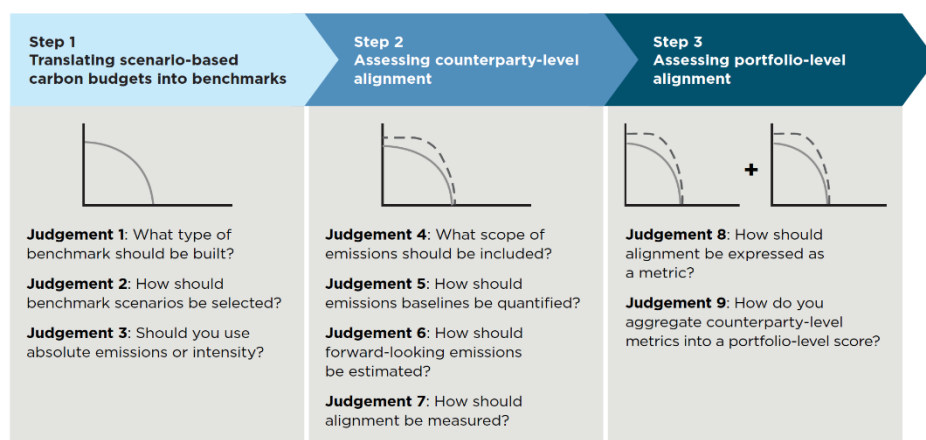 Step 1
Translating scenario-based
carbon budgets into benchmarks
Step 2
Assessing counterparty-level
alignment
Step 3
Assessing portfolio-level
alignment
Judgement 1: What type of
benchmark should be built?
Judgement 2: How should
benchmark scenarios be selected?
Judgement 3: Should you use
absolute emissions or intensity?
Judgement 4: What scope of
emissions should be included?
Judgement 5: How should
emissions baselines be quantified?
Judgement 6: How should
forward-looking emissions
be estimated?
Judgement 7: How should
alignment be measured?
+
Judgement 8: How should
alignment be expressed as
a metric?
Judgement 9: How do you
aggregate counterparty-level
metrics into a portfolio-level score?